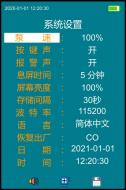 2026-01-01 12:20:30
系统设置
泵速: 100%
按键声: 开
报警声: 开
息屏时间: 5 分钟
屏幕亮度: 100%
存储间隔: 30秒
波特率: 115200
语言: 简体中文
恢复出厂: CO
日期: 2021-01-01
时间: 12:20:30